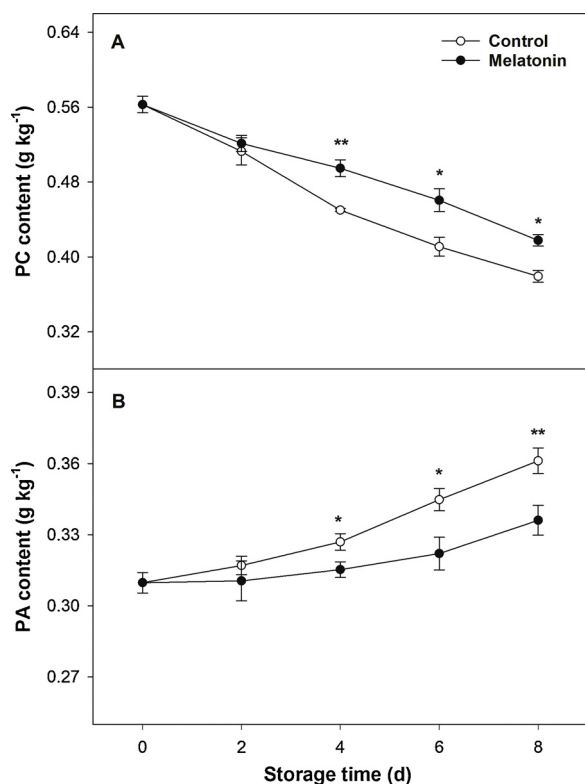 A
Control
Melatonin
PC content (g kg⁻¹)
0.64
0.56
0.48
0.40
0.32
**
*
*
B
PA content (g kg⁻¹)
0.39
0.36
0.33
0.30
0.27
*
*
**
0 2 4 6 8
Storage time (d)